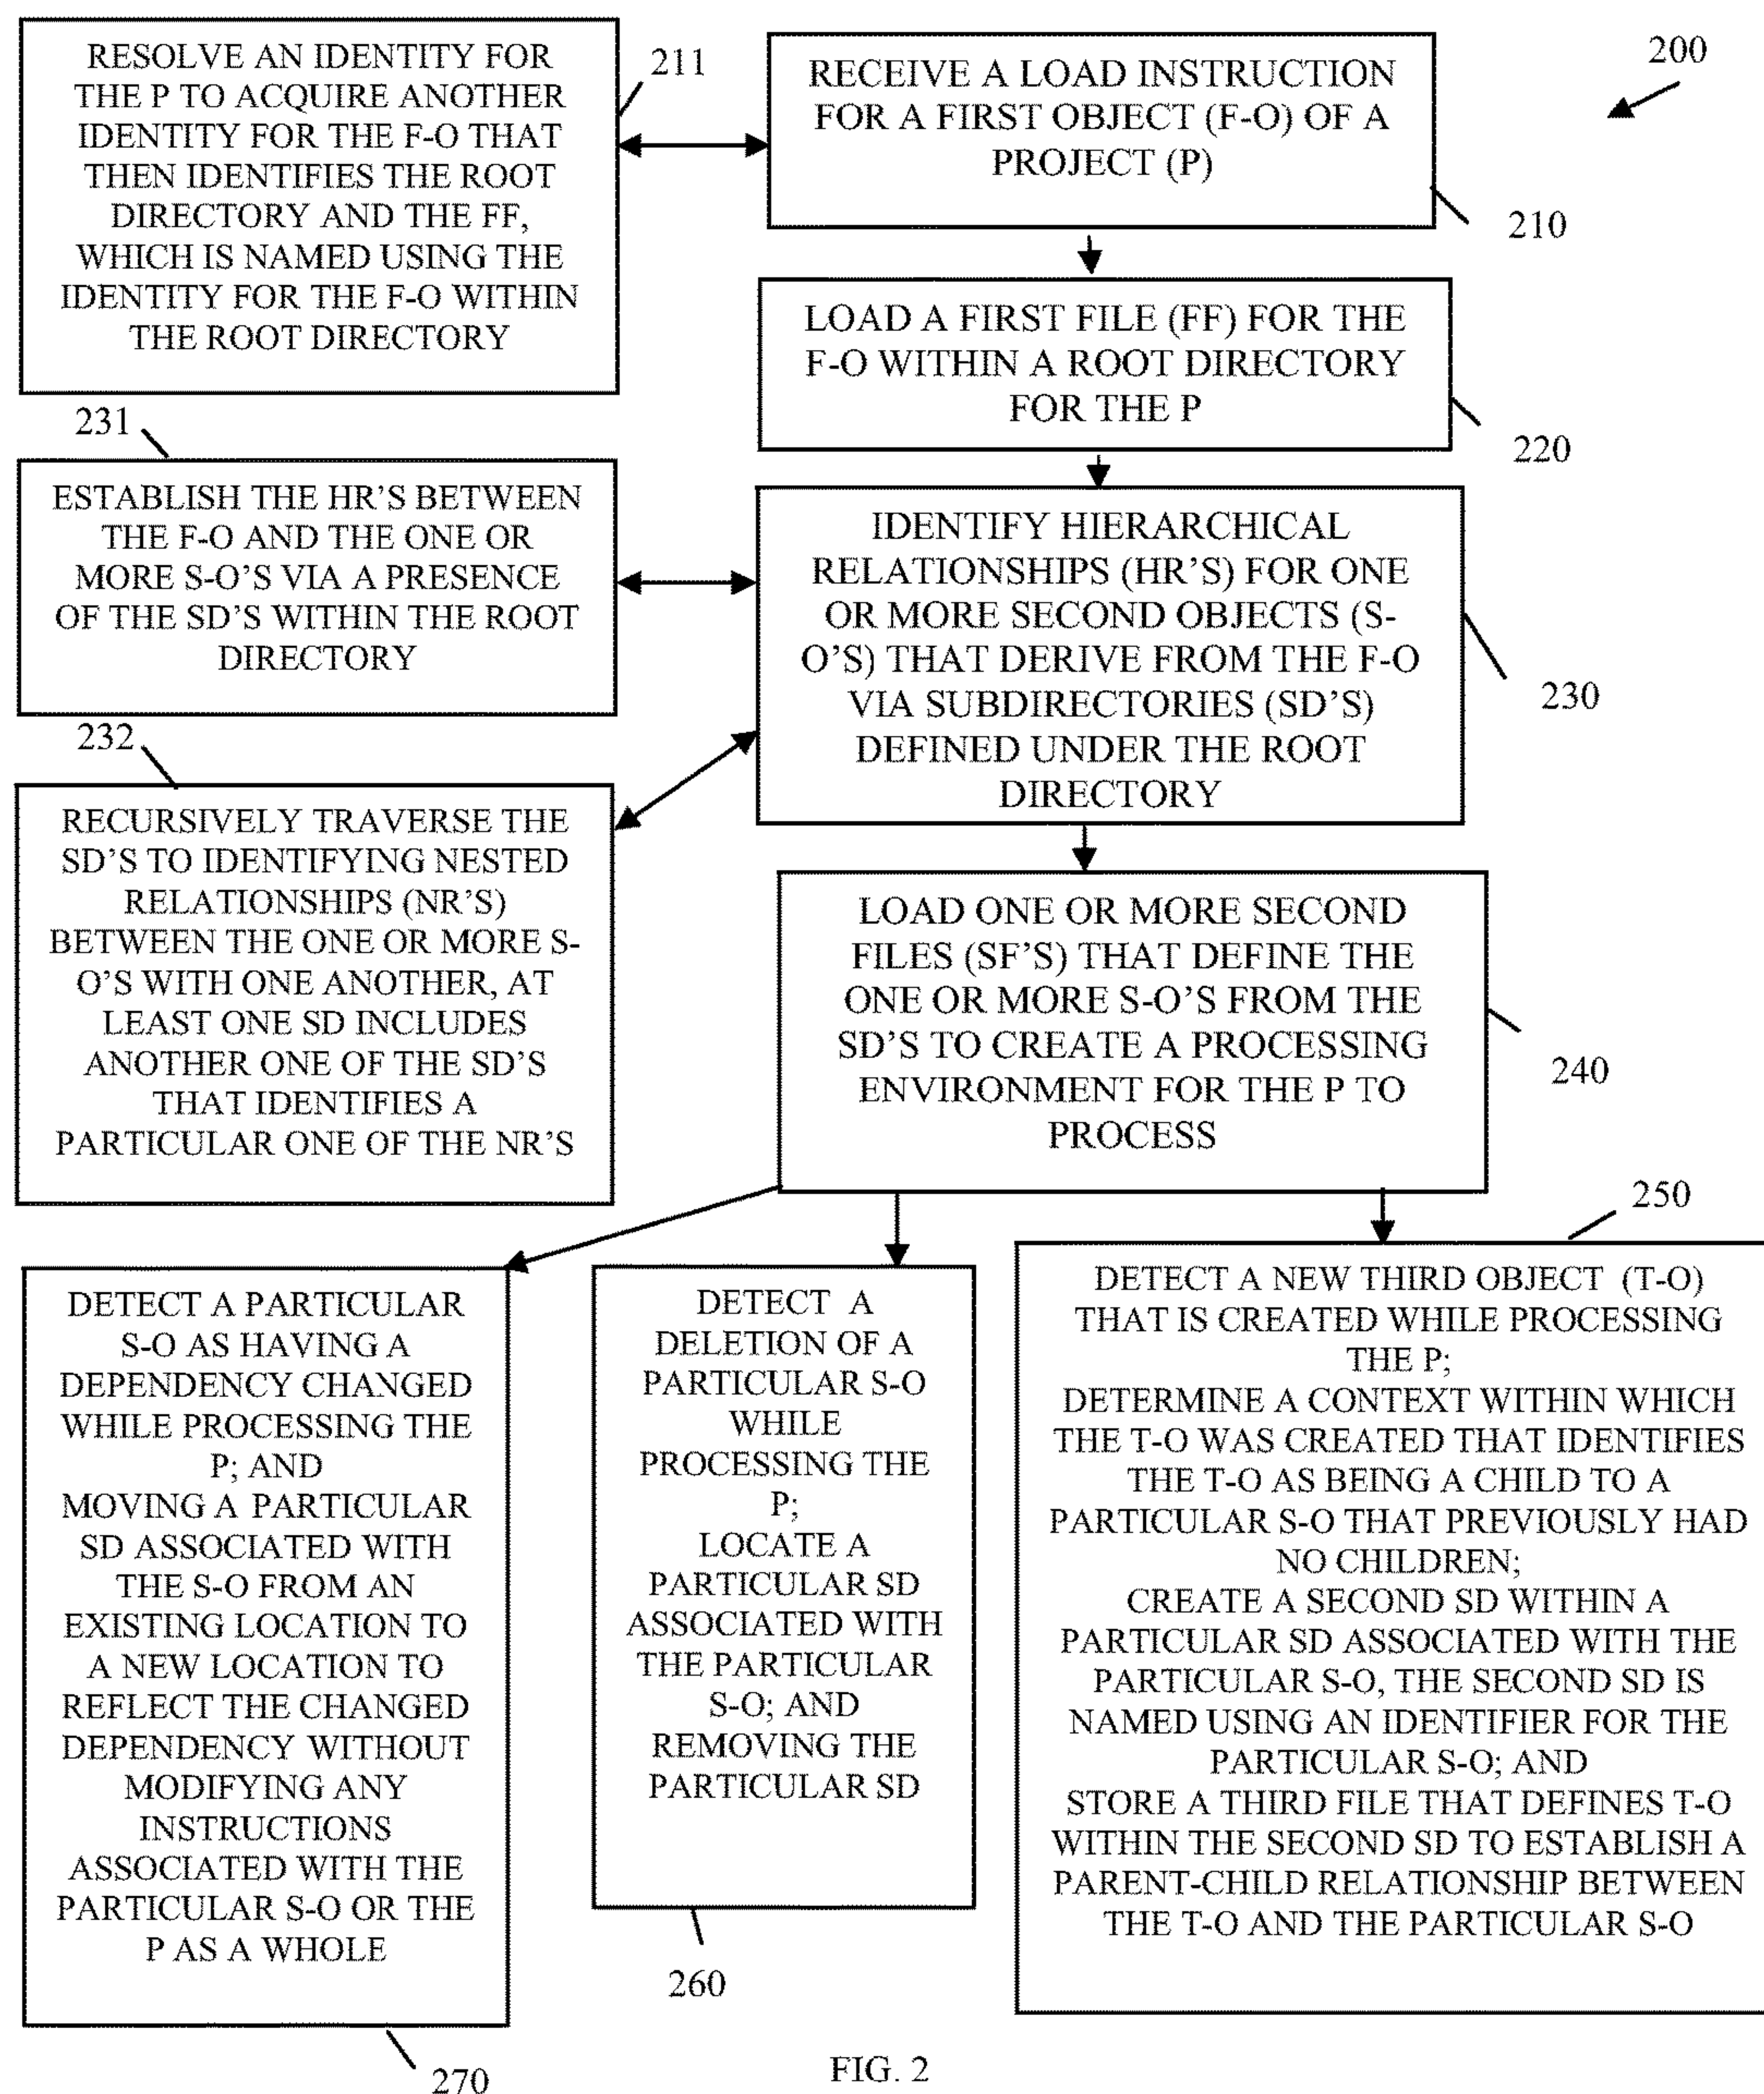 200
RESOLVE AN IDENTITY FOR
THE P TO ACQUIRE ANOTHER
IDENTITY FOR THE F-O THAT
THEN IDENTIFIES THE ROOT
DIRECTORY AND THE FF,
WHICH IS NAMED USING THE
IDENTITY FOR THE F-O WITHIN
THE ROOT DIRECTORY
211
RECEIVE A LOAD INSTRUCTION
FOR A FIRST OBJECT (F-O) OF A
PROJECT (P)
210
LOAD A FIRST FILE (FF) FOR THE
F-O WITHIN A ROOT DIRECTORY
FOR THE P
220
231
ESTABLISH THE HR'S BETWEEN
THE F-O AND THE ONE OR
MORE S-O'S VIA A PRESENCE
OF THE SD'S WITHIN THE ROOT
DIRECTORY
IDENTIFY HIERARCHICAL
RELATIONSHIPS (HR'S) FOR ONE
OR MORE SECOND OBJECTS (S-
O'S) THAT DERIVE FROM THE F-O
VIA SUBDIRECTORIES (SD'S)
DEFINED UNDER THE ROOT
DIRECTORY
230
232
RECURSIVELY TRAVERSE THE
SD'S TO IDENTIFYING NESTED
RELATIONSHIPS (NR'S)
BETWEEN THE ONE OR MORE S-
O'S WITH ONE ANOTHER, AT
LEAST ONE SD INCLUDES
ANOTHER ONE OF THE SD'S
THAT IDENTIFIES A
PARTICULAR ONE OF THE NR'S
LOAD ONE OR MORE SECOND
FILES (SF'S) THAT DEFINE THE
ONE OR MORE S-O'S FROM THE
SD'S TO CREATE A PROCESSING
ENVIRONMENT FOR THE P TO
PROCESS
240
DETECT A PARTICULAR
S-O AS HAVING A
DEPENDENCY CHANGED
WHILE PROCESSING THE
P; AND
MOVING A PARTICULAR
SD ASSOCIATED WITH
THE S-O FROM AN
EXISTING LOCATION TO
A NEW LOCATION TO
REFLECT THE CHANGED
DEPENDENCY WITHOUT
MODIFYING ANY
INSTRUCTIONS
ASSOCIATED WITH THE
PARTICULAR S-O OR THE
P AS A WHOLE
270
DETECT A
DELETION OF A
PARTICULAR S-O
WHILE
PROCESSING THE
P;
LOCATE A
PARTICULAR SD
ASSOCIATED WITH
THE PARTICULAR
S-O; AND
REMOVING THE
PARTICULAR SD
260
250
DETECT A NEW THIRD OBJECT (T-O)
THAT IS CREATED WHILE PROCESSING
THE P;
DETERMINE A CONTEXT WITHIN WHICH
THE T-O WAS CREATED THAT IDENTIFIES
THE T-O AS BEING A CHILD TO A
PARTICULAR S-O THAT PREVIOUSLY HAD
NO CHILDREN;
CREATE A SECOND SD WITHIN A
PARTICULAR SD ASSOCIATED WITH THE
PARTICULAR S-O, THE SECOND SD IS
NAMED USING AN IDENTIFIER FOR THE
PARTICULAR S-O; AND
STORE A THIRD FILE THAT DEFINES T-O
WITHIN THE SECOND SD TO ESTABLISH A
PARENT-CHILD RELATIONSHIP BETWEEN
THE T-O AND THE PARTICULAR S-O
FIG. 2